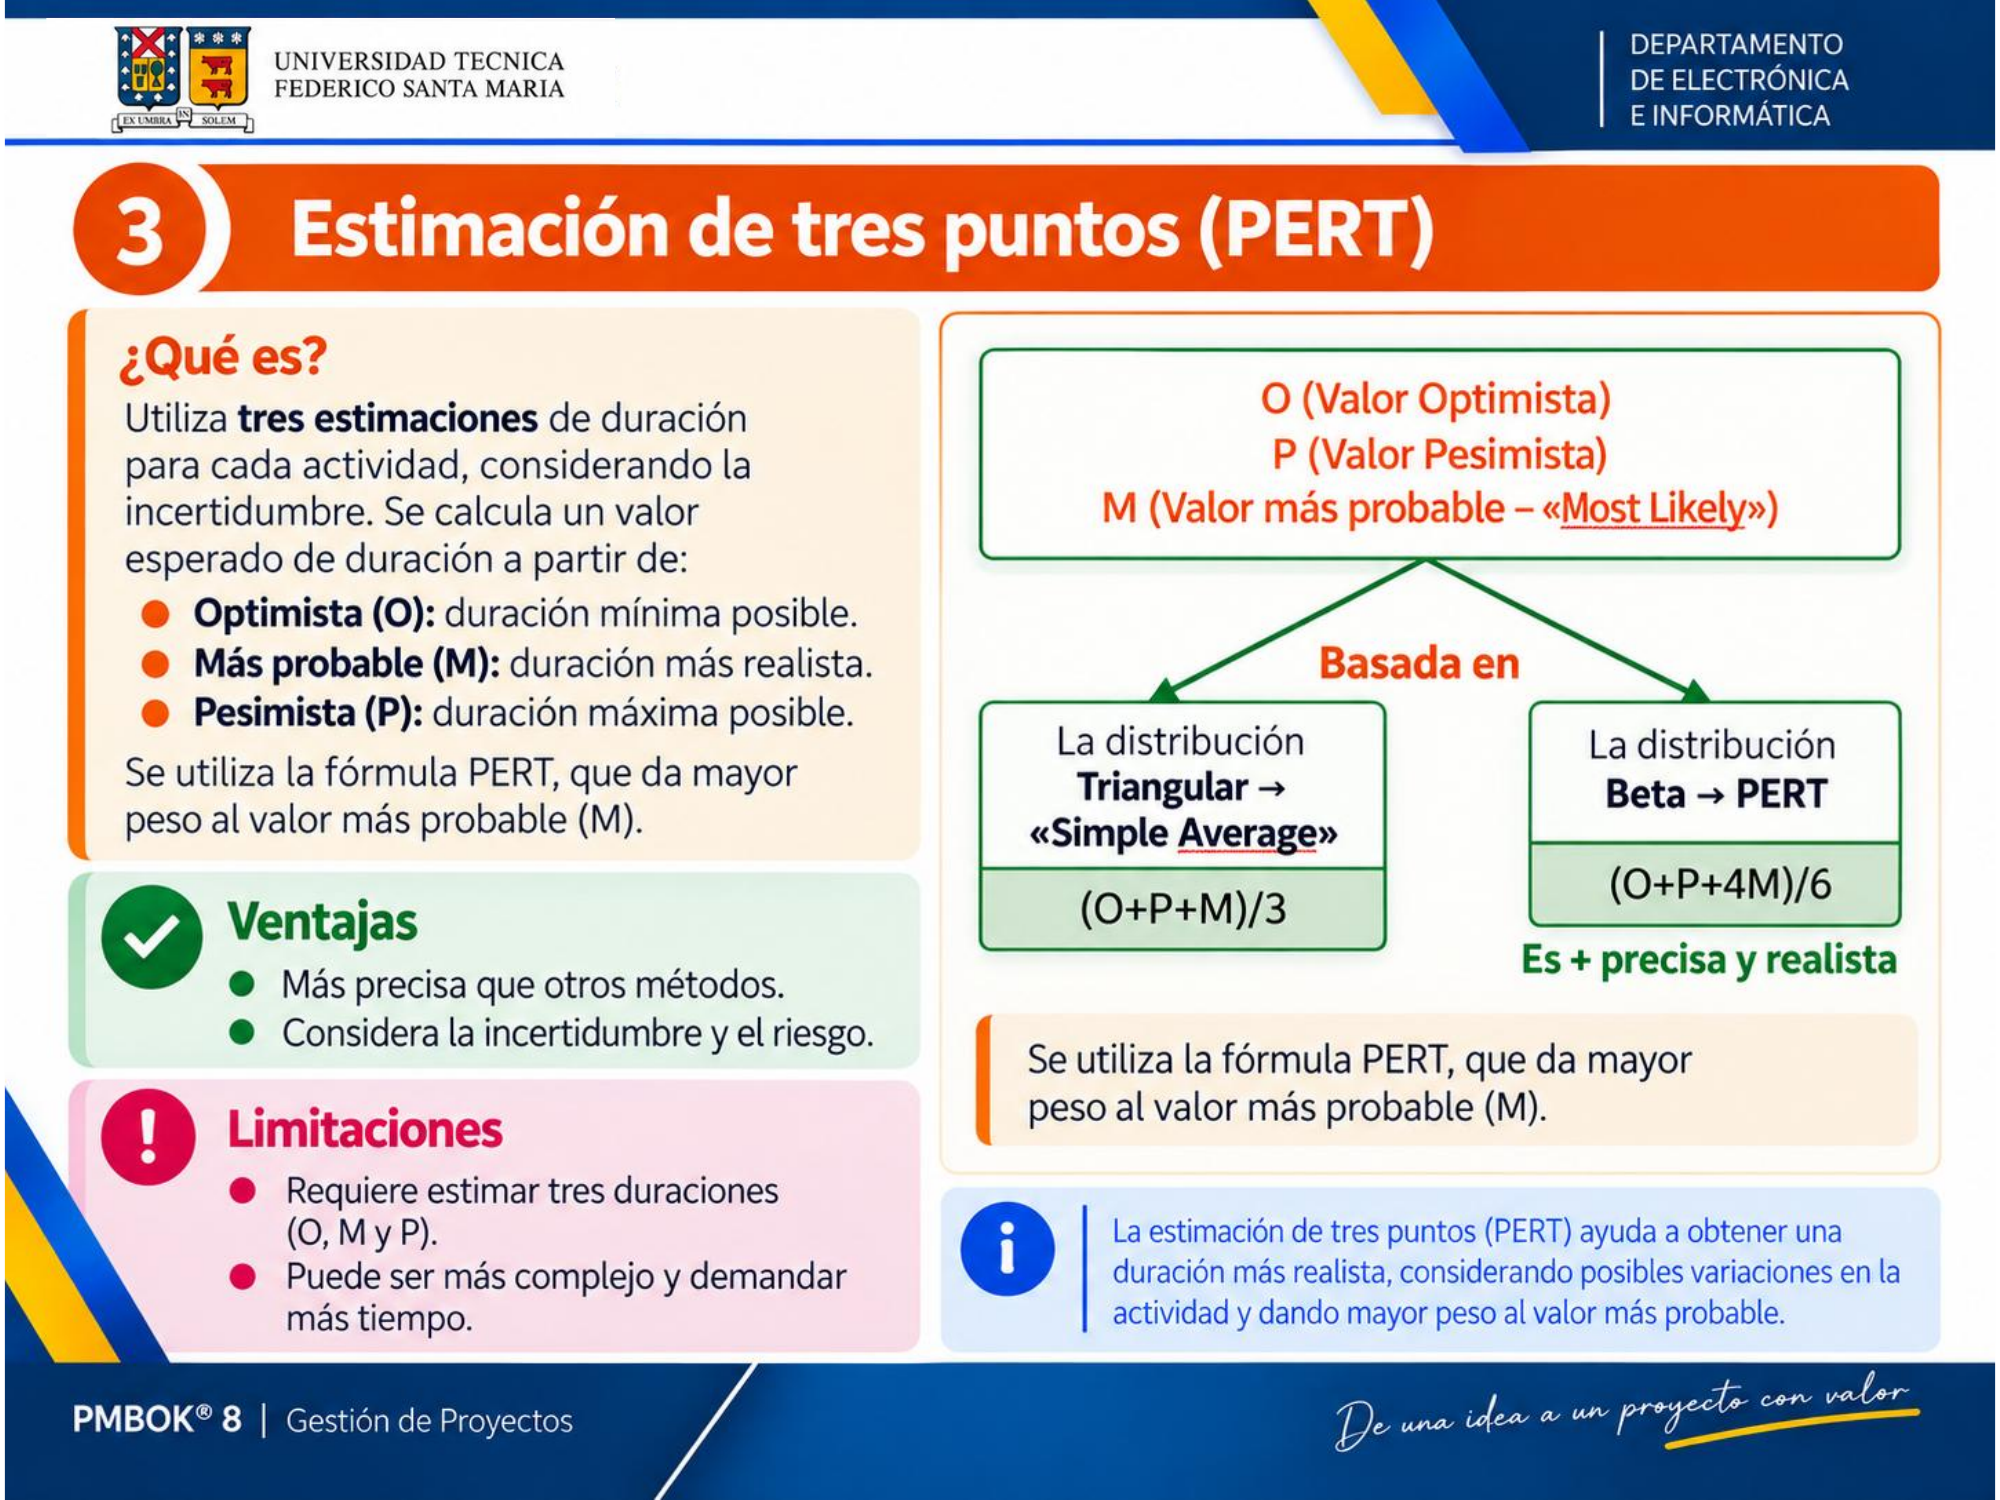 UNIVERSIDAD TECNICA
FEDERICO SANTA MARIA
EX UMBRA IN SOLEM
DEPARTAMENTO
DE ELECTRÓNICA
E INFORMÁTICA
3
Estimación de tres puntos (PERT)
¿Qué es?
Utiliza tres estimaciones de duración
para cada actividad, considerando la
incertidumbre. Se calcula un valor
esperado de duración a partir de:
Optimista (O): duración mínima posible.
Más probable (M): duración más realista.
Pesimista (P): duración máxima posible.
Se utiliza la fórmula PERT, que da mayor
peso al valor más probable (M).
Ventajas
Más precisa que otros métodos.
Considera la incertidumbre y el riesgo.
Limitaciones
Requiere estimar tres duraciones
(O, M y P).
Puede ser más complejo y demandar
más tiempo.
O (Valor Optimista)
P (Valor Pesimista)
M (Valor más probable – «Most Likely»)
Basada en
La distribución
Triangular →
«Simple Average»
(O+P+M)/3
La distribución
Beta → PERT
(O+P+4M)/6
Es + precisa y realista
Se utiliza la fórmula PERT, que da mayor
peso al valor más probable (M).
La estimación de tres puntos (PERT) ayuda a obtener una
duración más realista, considerando posibles variaciones en la
actividad y dando mayor peso al valor más probable.
PMBOK® 8 | Gestión de Proyectos
De una idea a un proyecto con valor